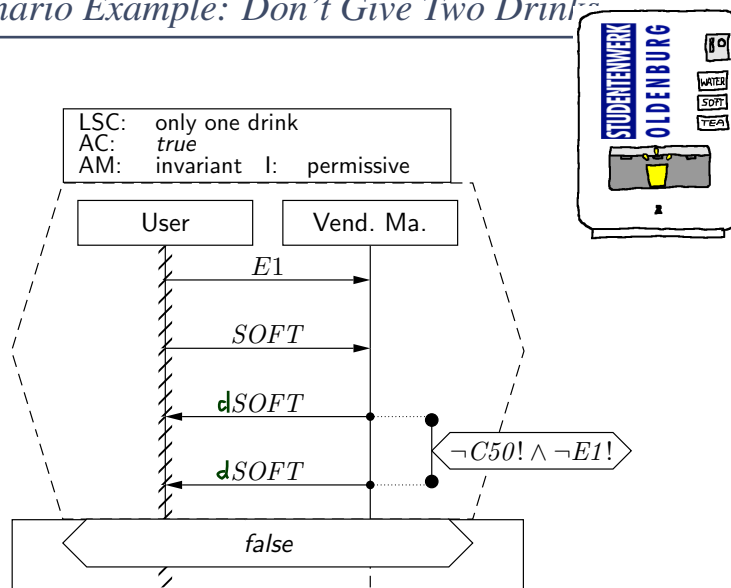 nario Example: Don't Give Two Drinks
STUDENTENWERK
OLDENBURG
WATER
SOFT
TEA
LSC: only one drink
AC: true
AM: invariant I: permissive
User
Vend. Ma.
E1
SOFT
dSOFT
¬C50! ∧ ¬E1!
dSOFT
false